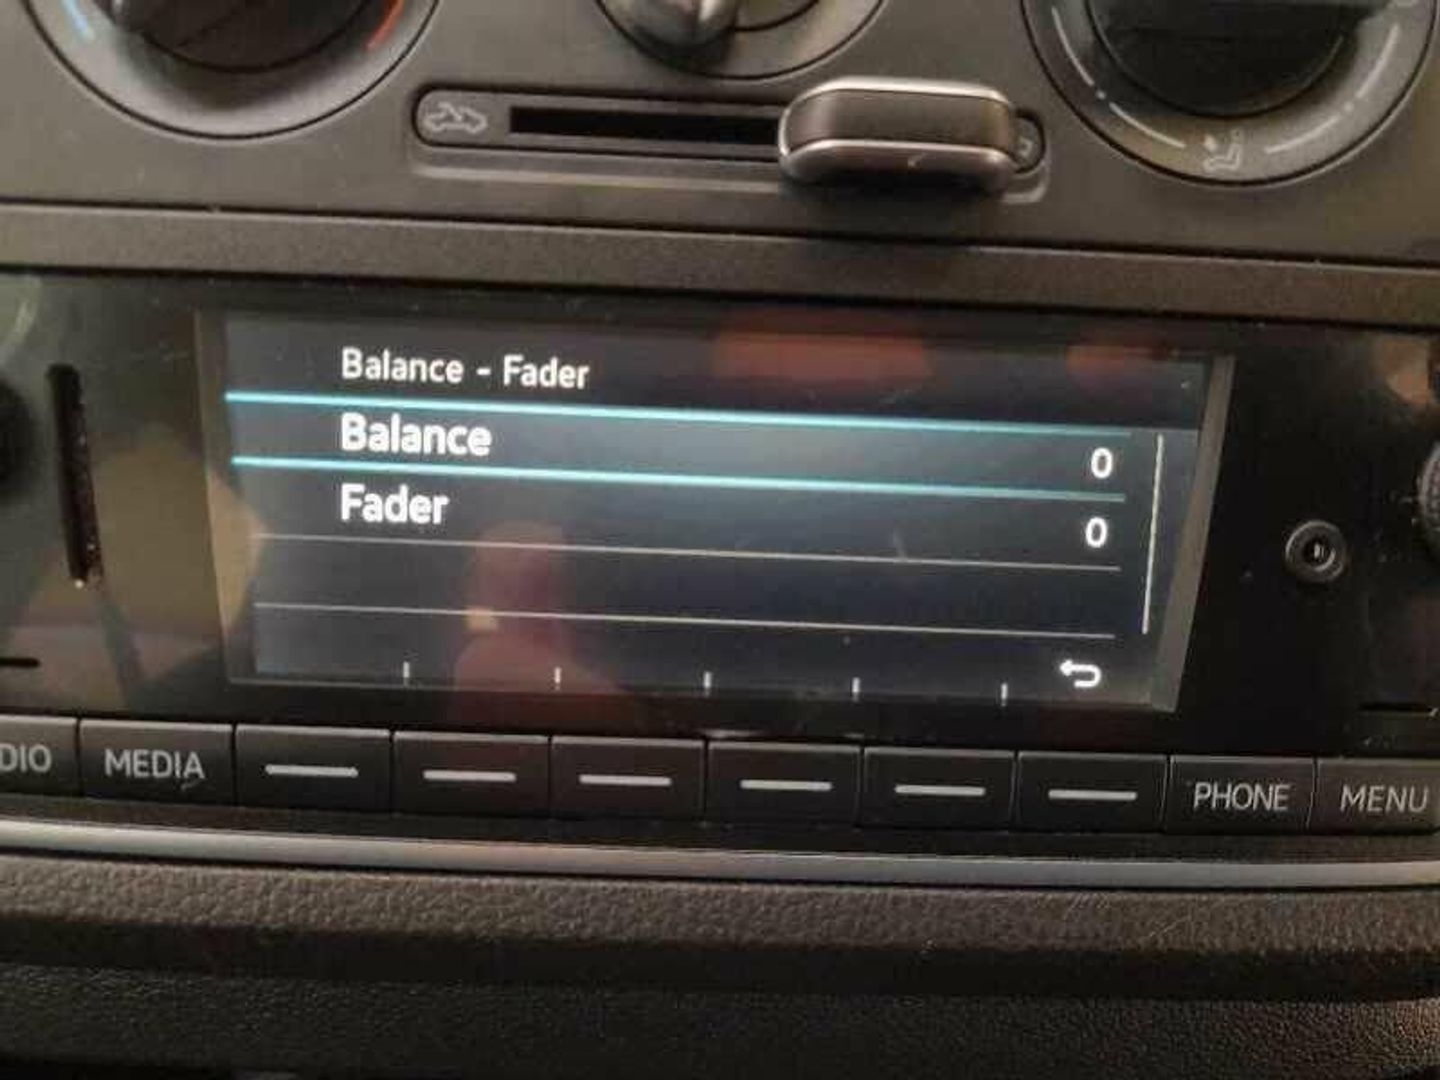 Balance - Fader
Balance 0
Fader 0
DIO MEDIA PHONE MENU